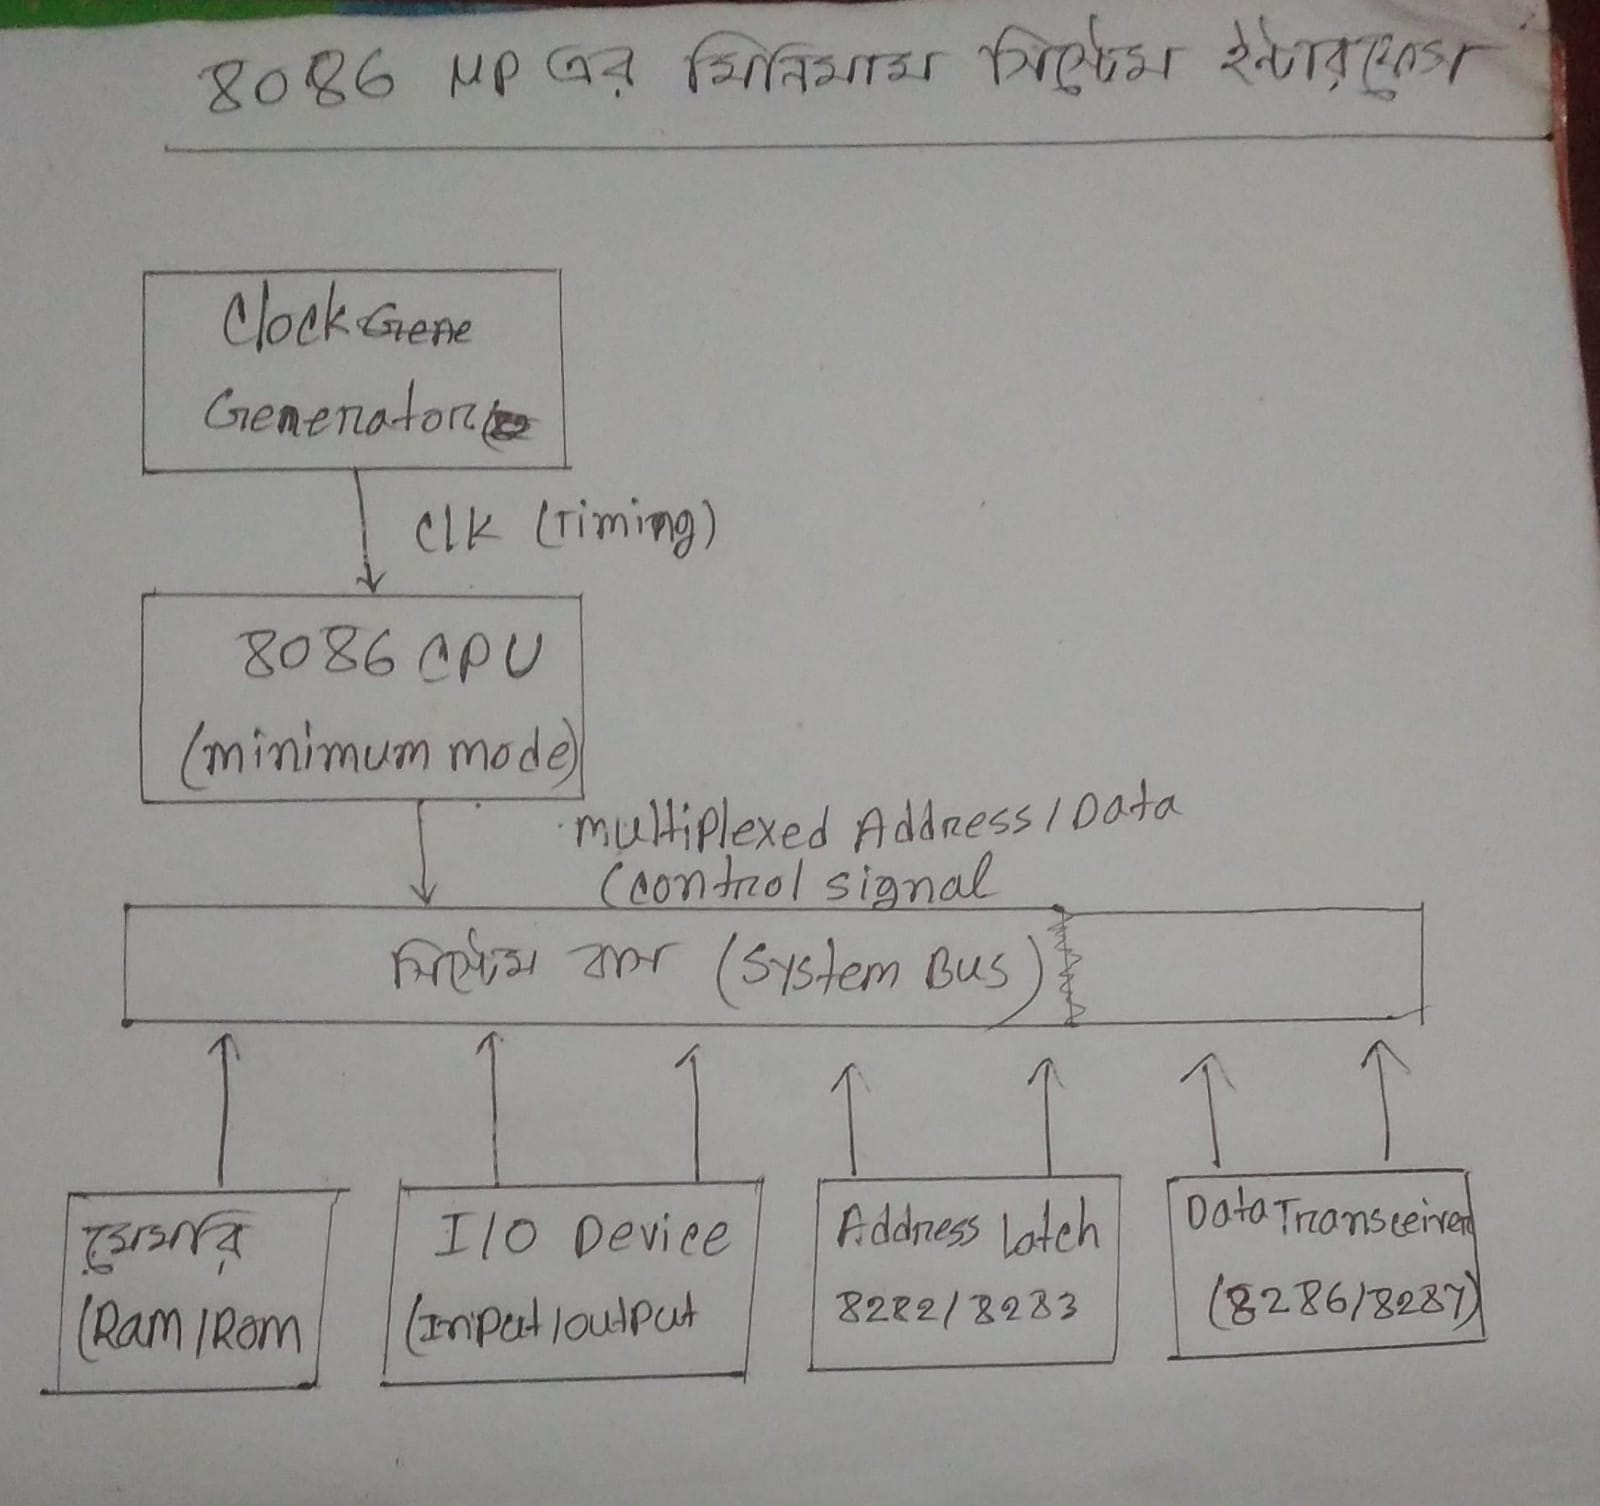 8086 MP এর মিনিমাম সিস্টেম ইন্টারফেস
Clock Gene
Generator
Clk (Timing)
8086 CPU
(minimum mode)
multiplexed Address/Data
(control signal
সিস্টেম বাস (System Bus)
মেমোরি
(Ram/Rom
I/O Device
(Input/output
Address Latch
8282/8283
Data Transceiver
(8286/8287)